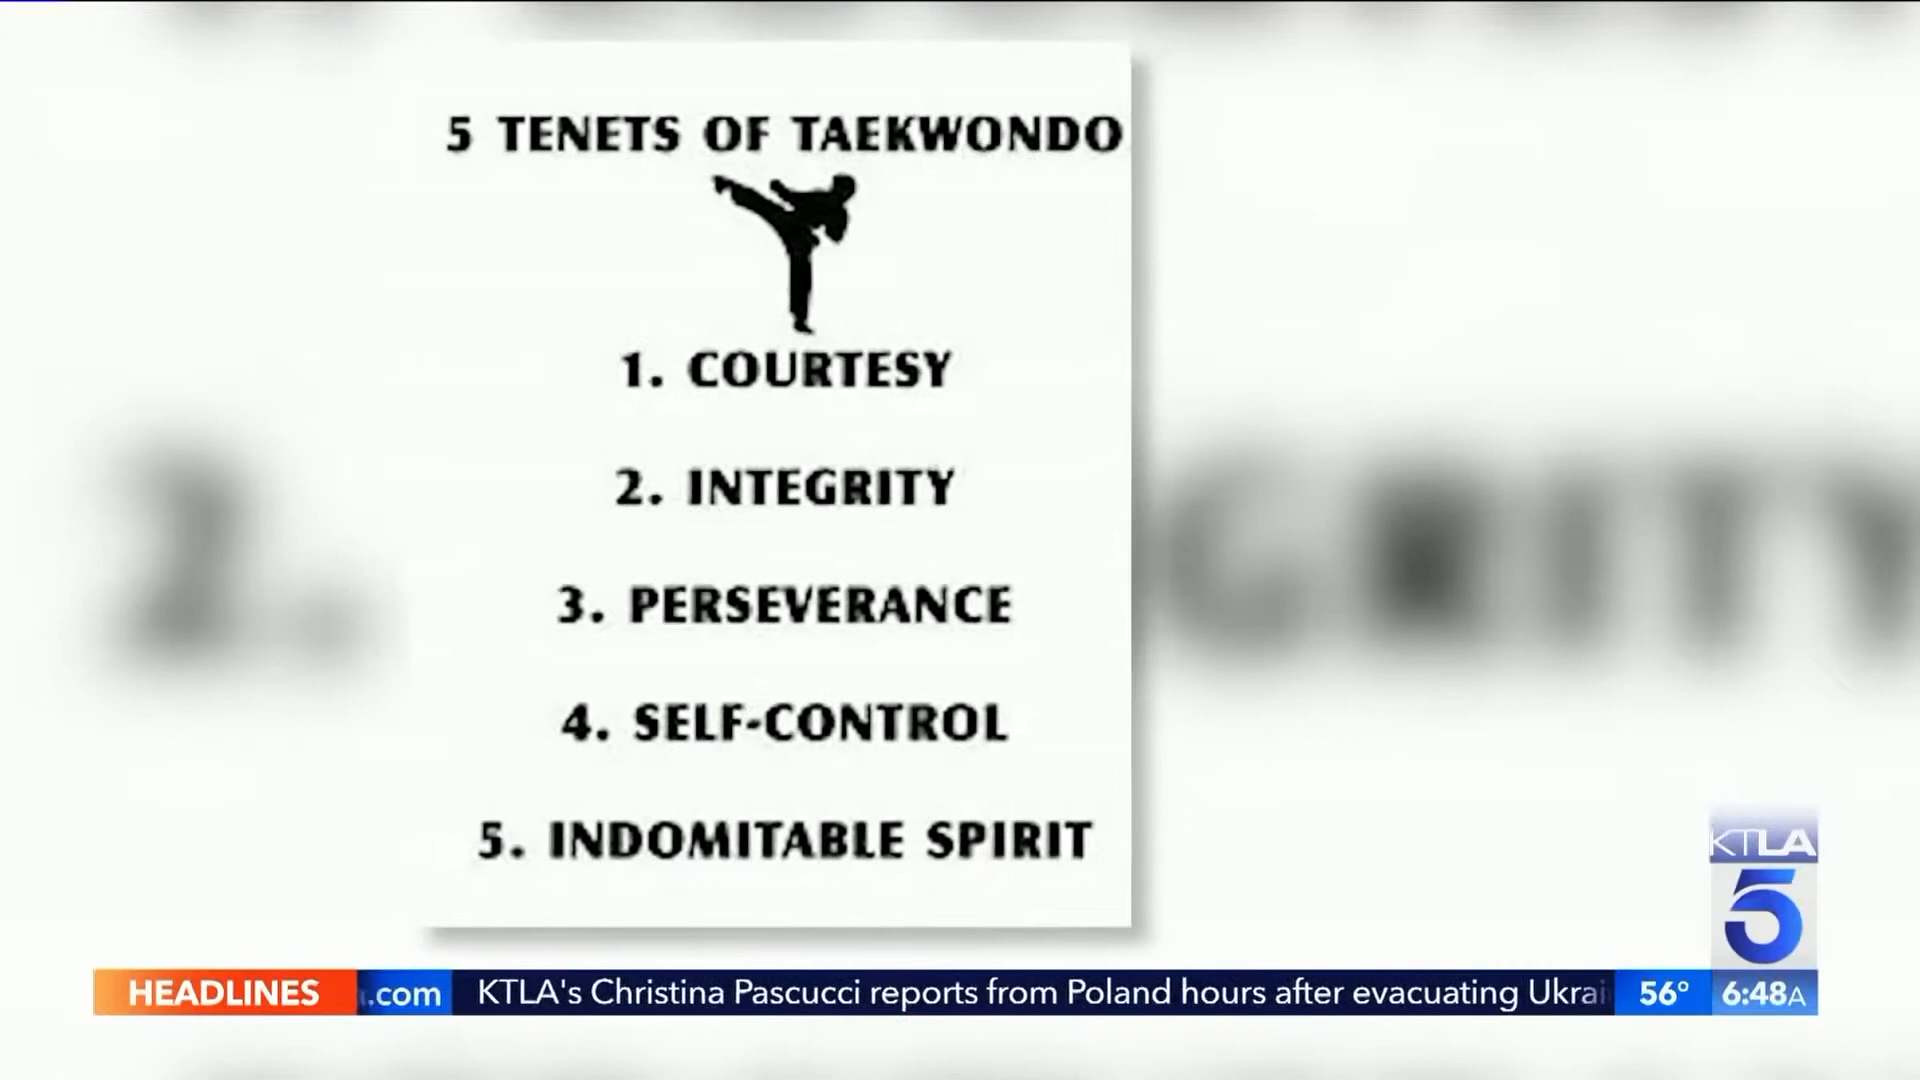 5 TENETS OF TAEKWONDO
1. COURTESY
2. INTEGRITY
3. PERSEVERANCE
4. SELF-CONTROL
5. INDOMITABLE SPIRIT
KTLA
5
HEADLINES .com KTLA's Christina Pascucci reports from Poland hours after evacuating Ukrai 56° 6:48A